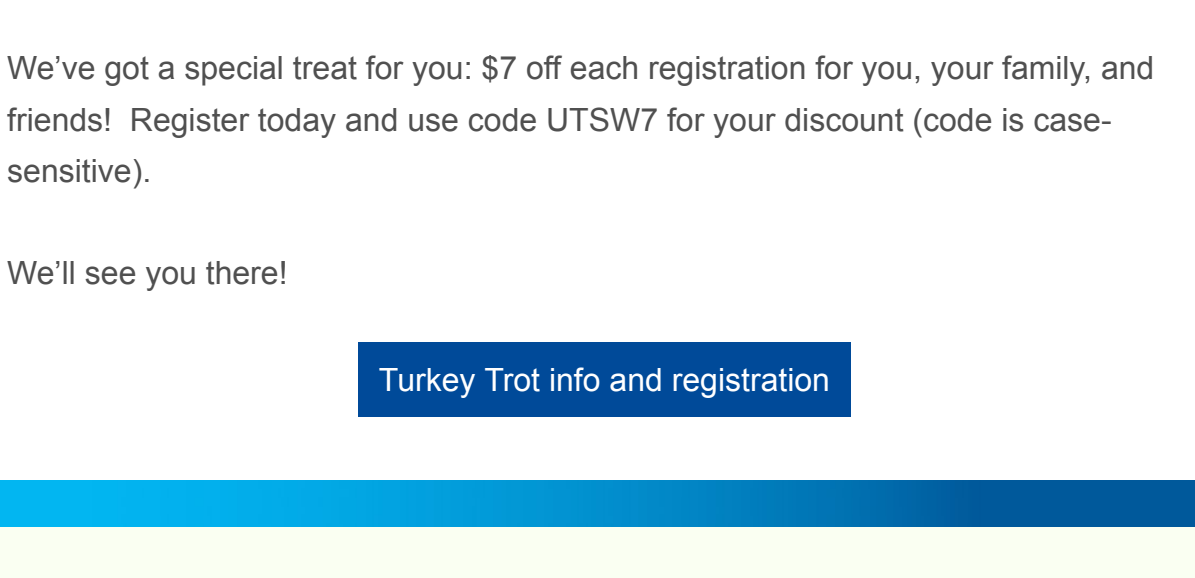 We’ve got a special treat for you: $7 off each registration for you, your family, and
friends!  Register today and use code UTSW7 for your discount (code is case-
sensitive).
We’ll see you there!
Turkey Trot info and registration